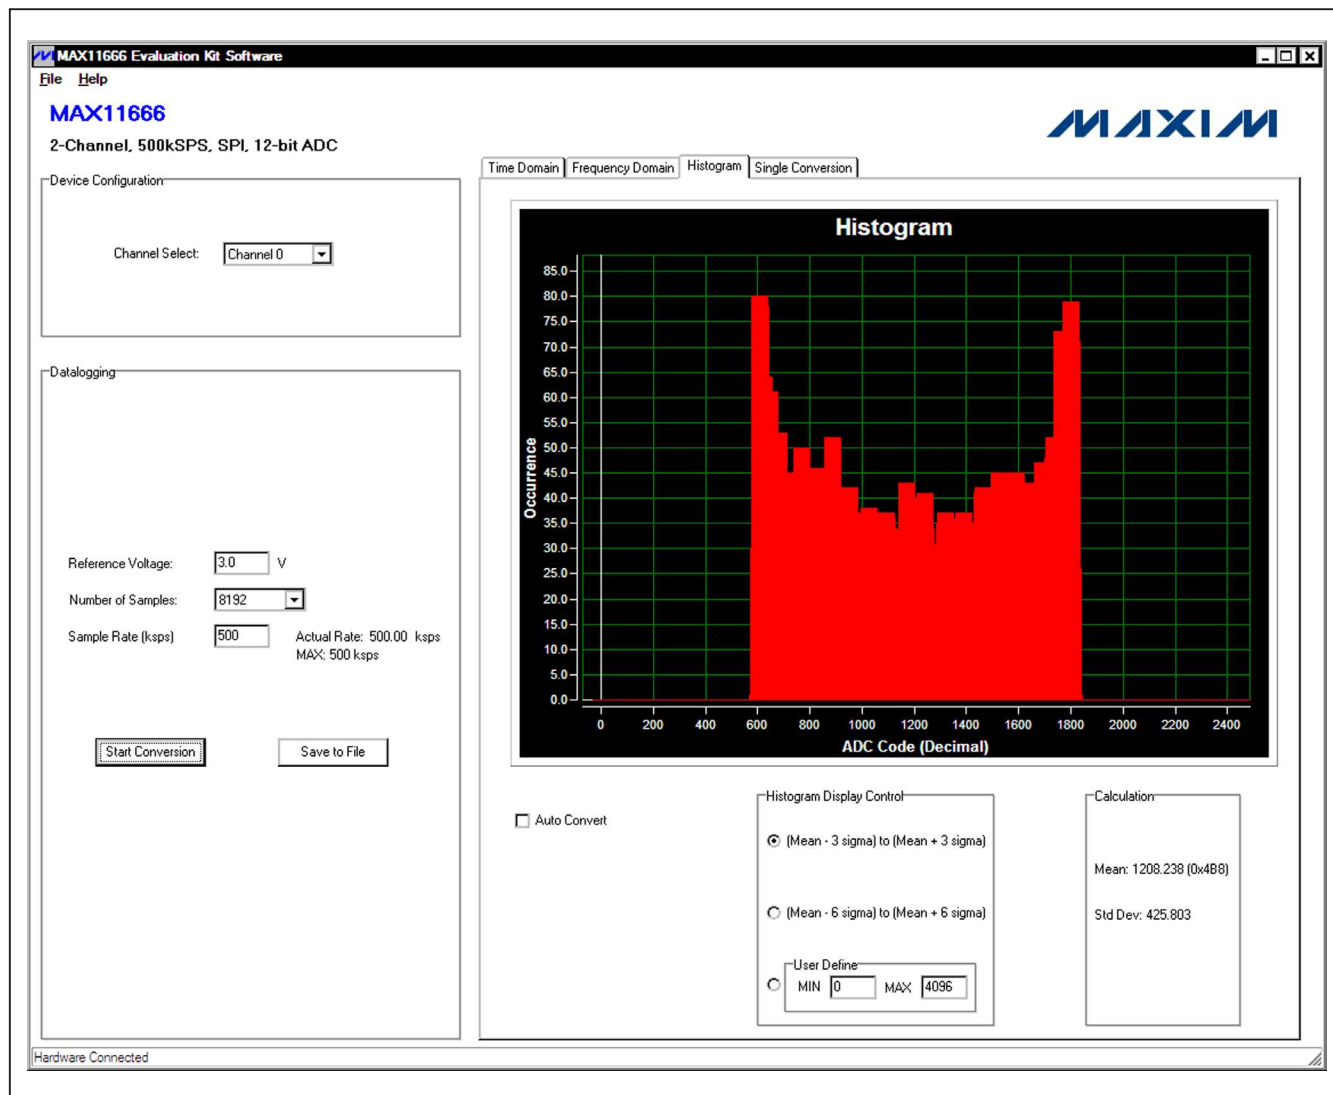 MAX11666 Evaluation Kit Software
File Help
MAX11666
2-Channel, 500kSPS, SPI, 12-bit ADC
MAXIM
Device Configuration
Channel Select: Channel 0
Datalogging
Reference Voltage: 3.0 V
Number of Samples: 8192
Sample Rate (ksps) 500 Actual Rate: 500.00 ksps
MAX: 500 ksps
Start Conversion Save to File
Time Domain Frequency Domain Histogram Single Conversion
Histogram
85.0
80.0
75.0
70.0
65.0
60.0
55.0
50.0
45.0
40.0
35.0
30.0
25.0
20.0
15.0
10.0
5.0
0.0
Occurrence
0 200 400 600 800 1000 1200 1400 1600 1800 2000 2200 2400
ADC Code (Decimal)
Auto Convert
Histogram Display Control
(Mean - 3 sigma) to (Mean + 3 sigma)
(Mean - 6 sigma) to (Mean + 6 sigma)
User Define
MIN 0 MAX 4096
Calculation
Mean: 1208.238 (0x4B8)
Std Dev: 425.803
Hardware Connected